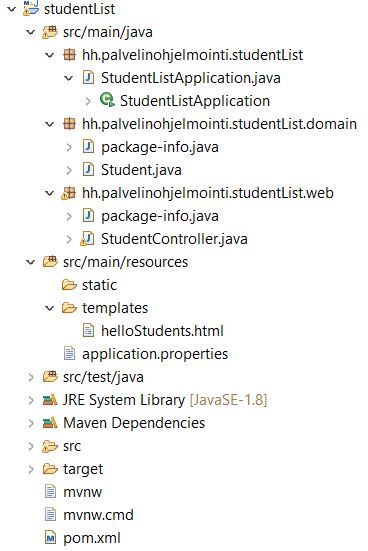 studentList
src/main/java
hh.palvelinohjelmointi.studentList
StudentListApplication.java
StudentListApplication
hh.palvelinohjelmointi.studentList.domain
package-info.java
Student.java
hh.palvelinohjelmointi.studentList.web
package-info.java
StudentController.java
src/main/resources
static
templates
helloStudents.html
application.properties
src/test/java
JRE System Library [JavaSE-1.8]
Maven Dependencies
src
target
mvnw
mvnw.cmd
pom.xml